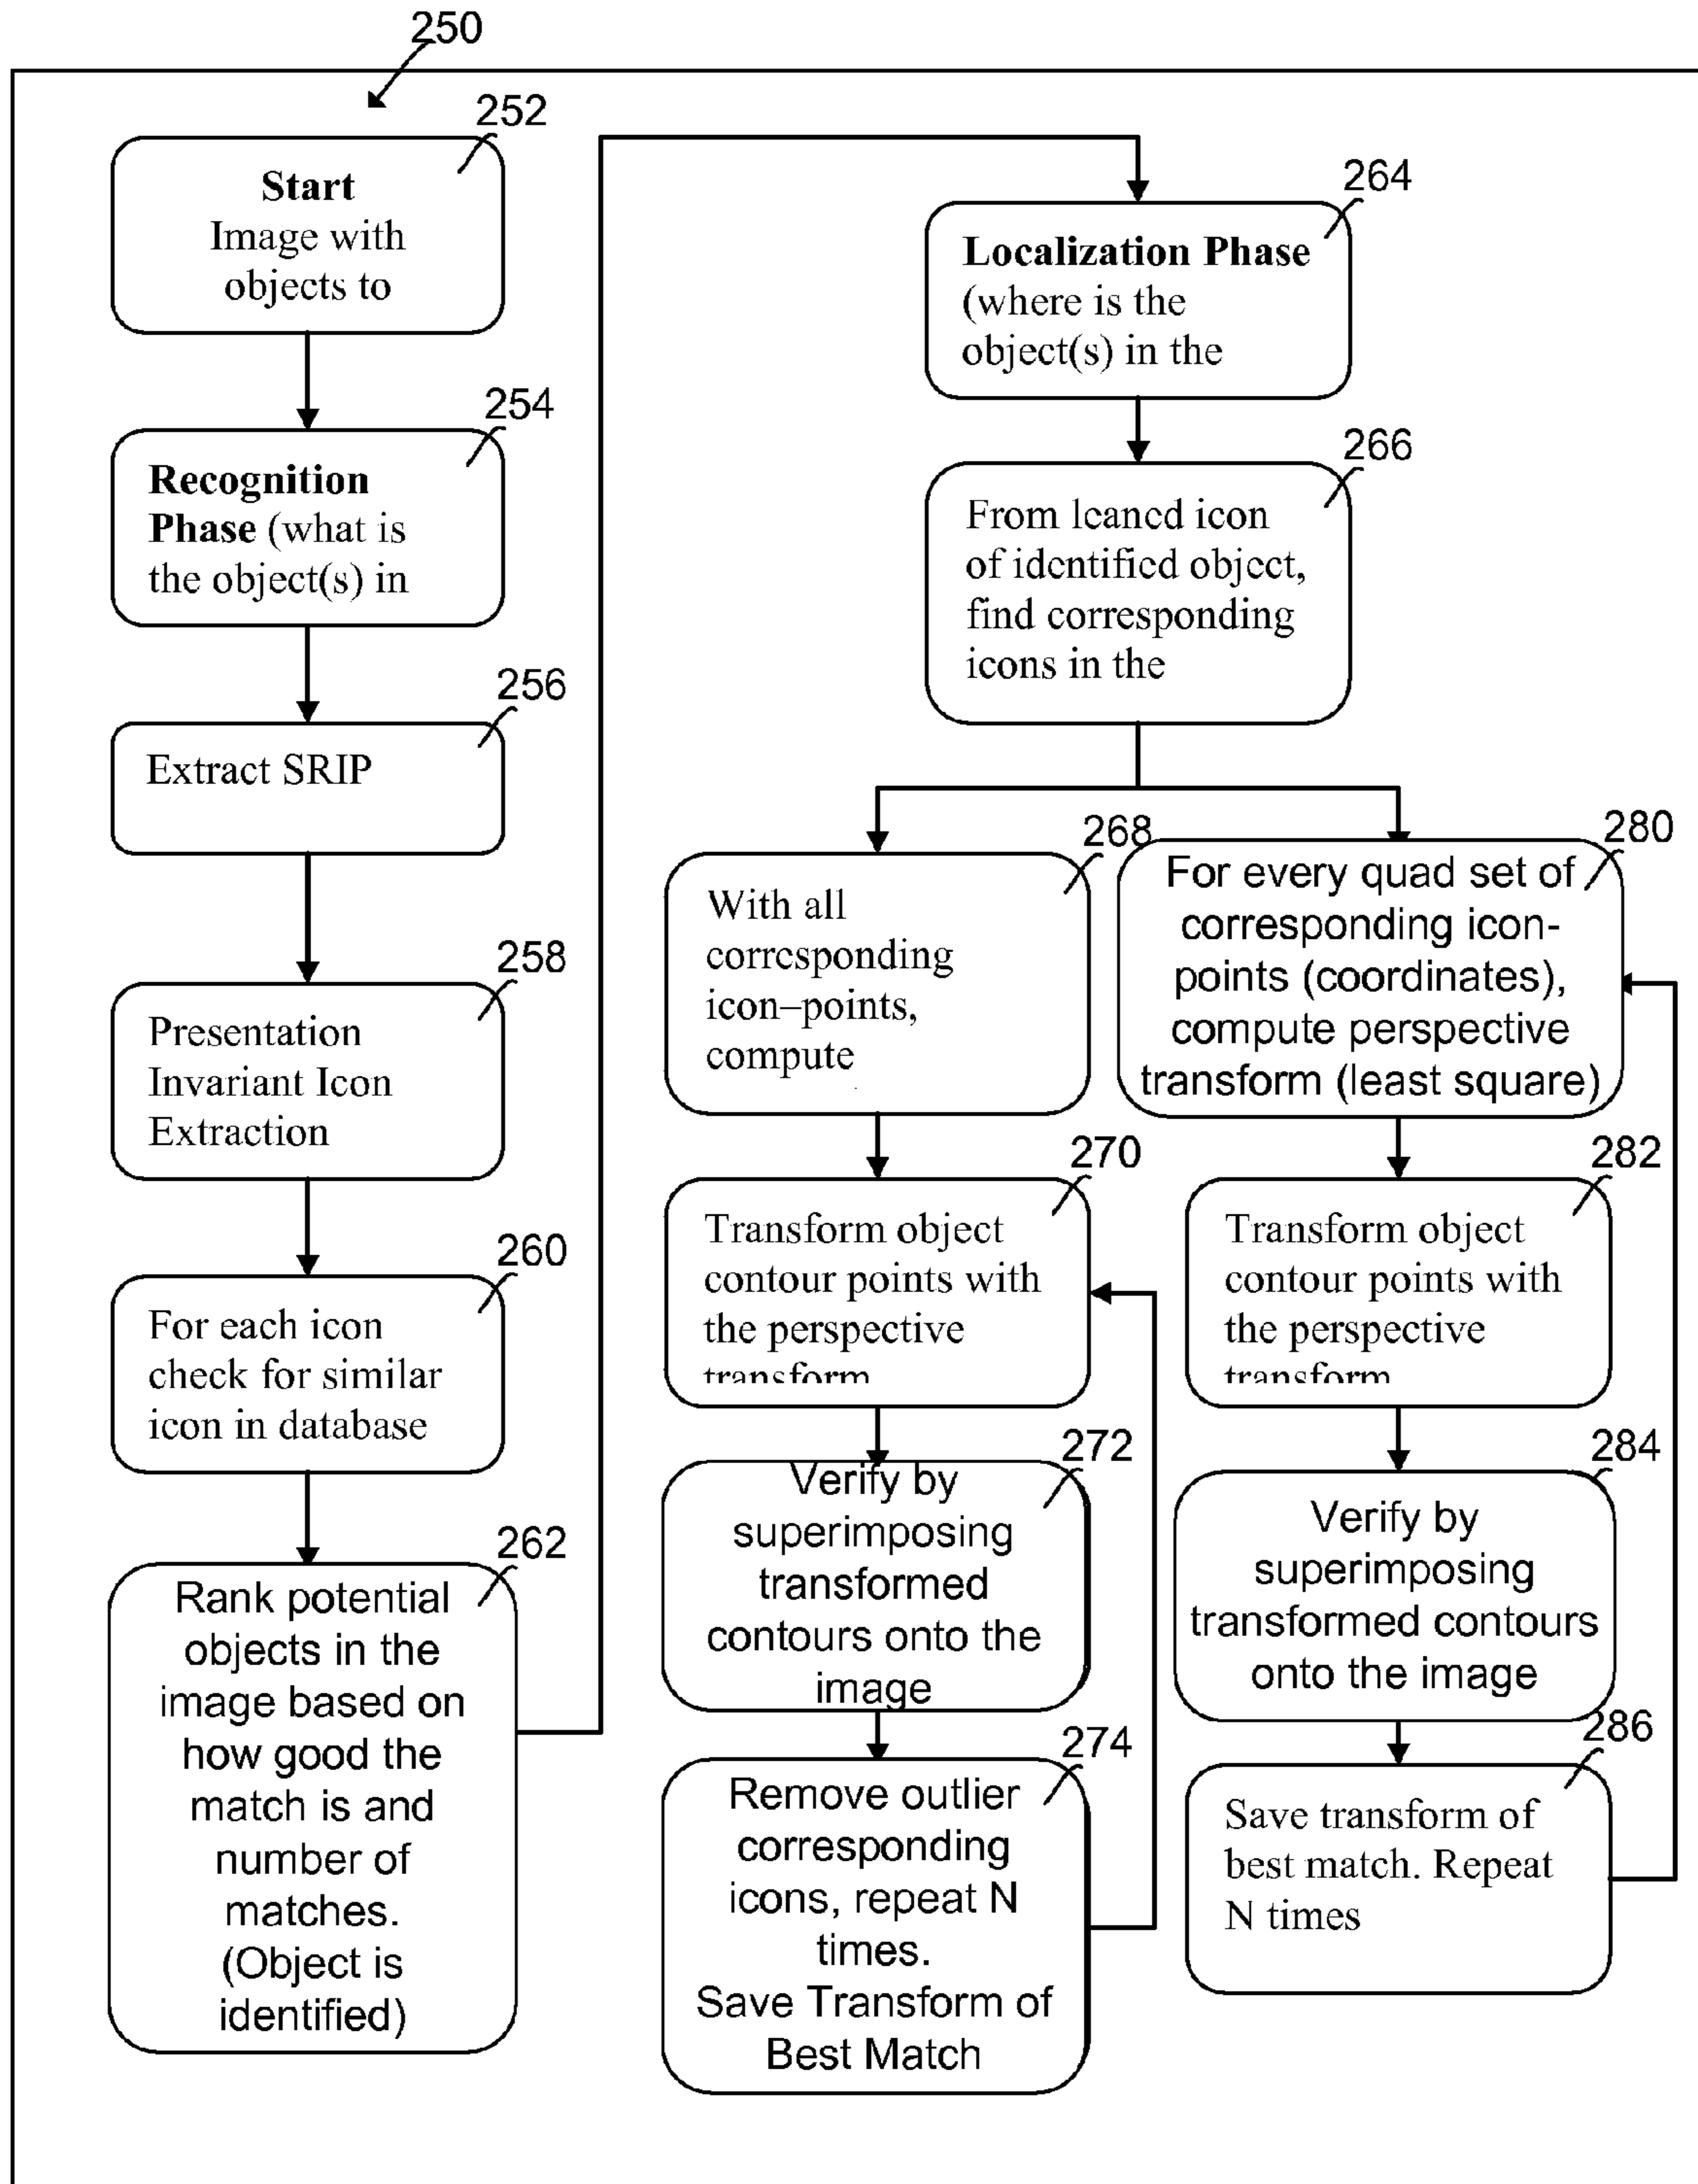 250
252
Start
Image with
objects to
254
Recognition
Phase (what is
the object(s) in
256
Extract SRIP
258
Presentation
Invariant Icon
Extraction
260
For each icon
check for similar
icon in database
262
Rank potential
objects in the
image based on
how good the
match is and
number of
matches.
(Object is
identified)
264
Localization Phase
(where is the
object(s) in the
266
From leaned icon
of identified object,
find corresponding
icons in the
268
With all
corresponding
icon–points,
compute
270
Transform object
contour points with
the perspective
transform
272
Verify by
superimposing
transformed
contours onto the
image
274
Remove outlier
corresponding
icons, repeat N
times.
Save Transform of
Best Match
280
For every quad set of
corresponding icon-
points (coordinates),
compute perspective
transform (least square)
282
Transform object
contour points with
the perspective
transform
284
Verify by
superimposing
transformed contours
onto the image
286
Save transform of
best match. Repeat
N times